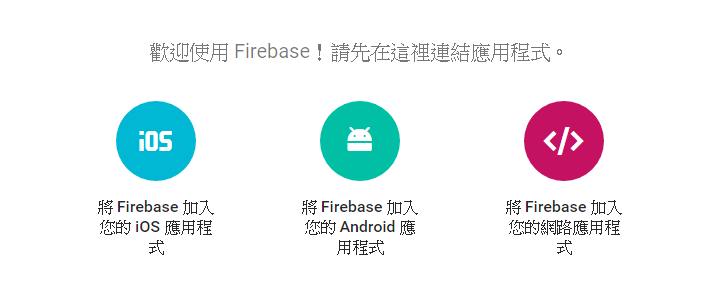 歡迎使用 Firebase！請先在這裡連結應用程式。
iOS
</>
將 Firebase 加入
您的 iOS 應用程
式
將 Firebase 加入
您的 Android 應
用程式
將 Firebase 加入
您的網路應用程
式